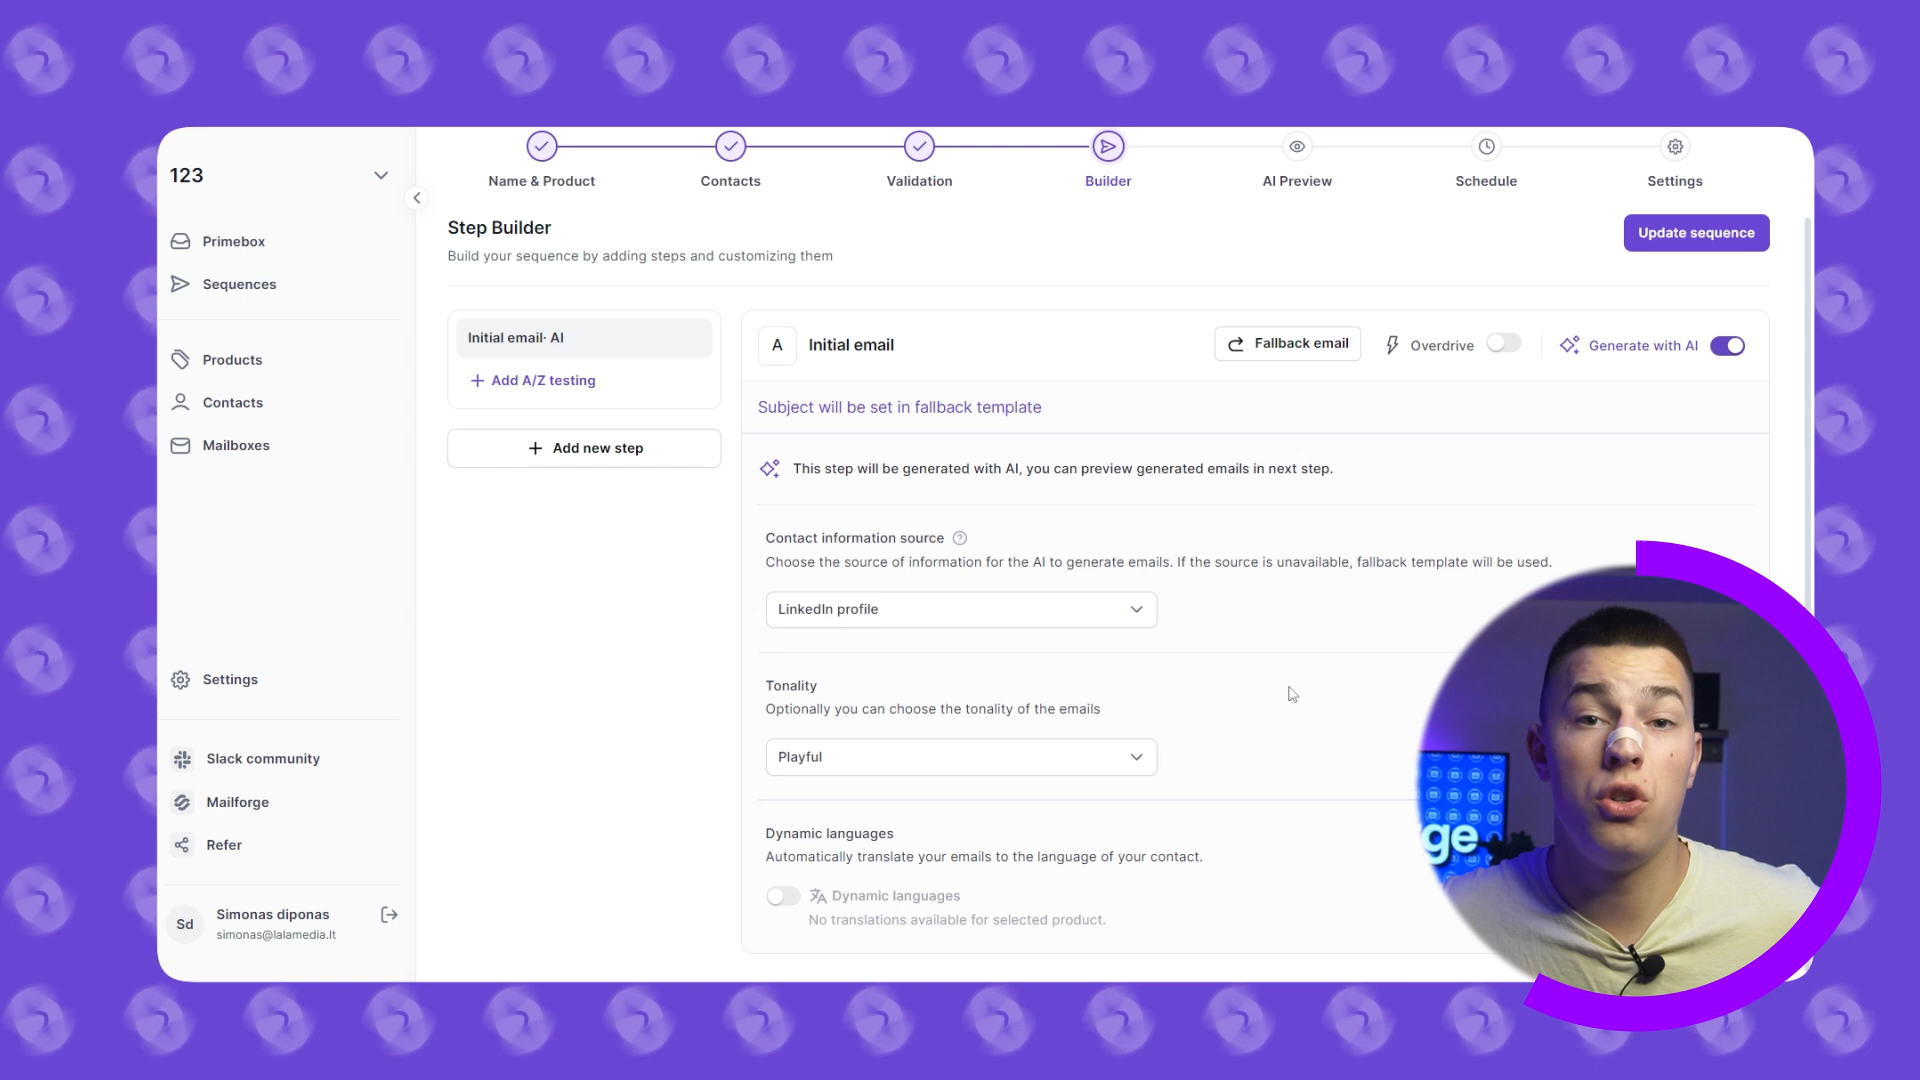 123
Primebox
Sequences
Products
Contacts
Mailboxes
Settings
Slack community
Mailforge
Refer
Sd
Simonas diponas
simonas@lalamedia.lt
Name & Product
Contacts
Validation
Builder
AI Preview
Schedule
Settings
Step Builder
Build your sequence by adding steps and customizing them
Update sequence
Initial email· AI
Add A/Z testing
Add new step
A
Initial email
Fallback email
Overdrive
Generate with AI
Subject will be set in fallback template
This step will be generated with AI, you can preview generated emails in next step.
Contact information source
Choose the source of information for the AI to generate emails. If the source is unavailable, fallback template will be used.
LinkedIn profile
Tonality
Optionally you can choose the tonality of the emails
Playful
Dynamic languages
Automatically translate your emails to the language of your contact.
Dynamic languages
No translations available for selected product.
ge